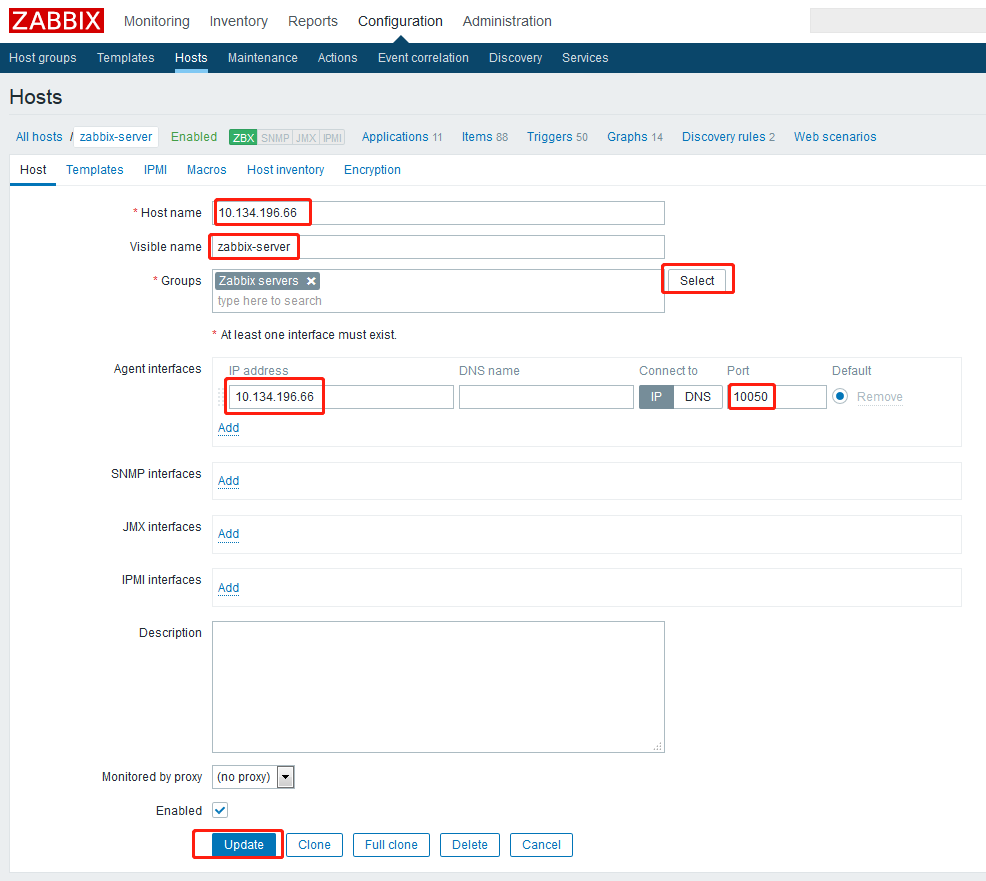 ZABBIX Monitoring Inventory Reports Configuration Administration
Host groups Templates Hosts Maintenance Actions Event correlation Discovery Services
Hosts
All hosts / zabbix-server Enabled ZBX SNMP JMX IPMI Applications 11 Items 88 Triggers 50 Graphs 14 Discovery rules 2 Web scenarios
Host Templates IPMI Macros Host inventory Encryption
* Host name 10.134.196.66
Visible name zabbix-server
* Groups Zabbix servers × Select
type here to search
* At least one interface must exist.
Agent interfaces IP address DNS name Connect to Port Default
10.134.196.66 IP DNS 10050 Remove
Add
SNMP interfaces Add
JMX interfaces Add
IPMI interfaces Add
Description
Monitored by proxy (no proxy)
Enabled
Update Clone Full clone Delete Cancel